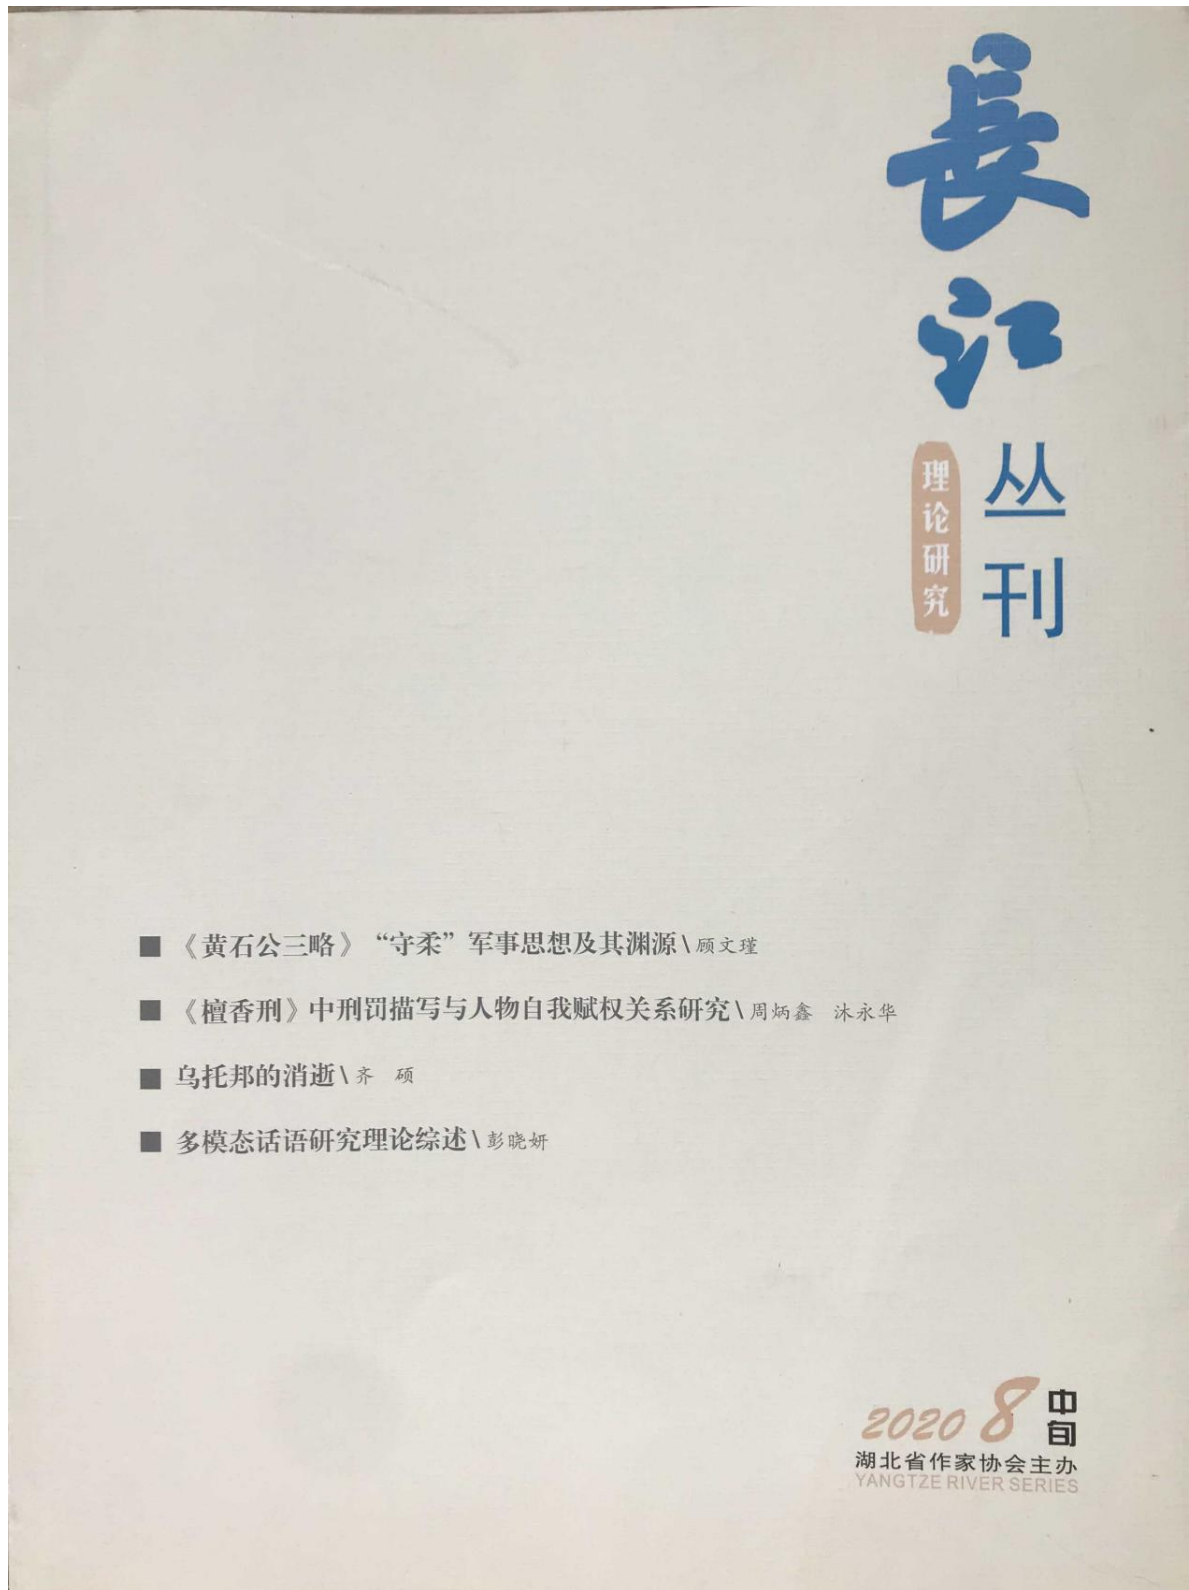 長江
丛刊
理论研究
■ 《黄石公三略》“守柔”军事思想及其渊源\顾文瑾
■ 《檀香刑》中刑罚描写与人物自我赋权关系研究\周炳鑫 沐永华
■ 乌托邦的消逝\齐 硕
■ 多模态话语研究理论综述\彭晓妍
2020 8 中旬
湖北省作家协会主办
YANGTZE RIVER SERIES